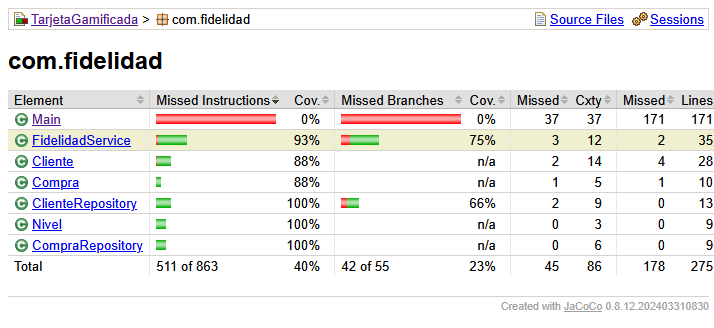 TarjetaGamificada > com.fidelidad Source Files Sessions
com.fidelidad
Element Missed Instructions Cov. Missed Branches Cov. Missed Cxty Missed Lines
Main 0% 0% 37 37 171 171
FidelidadService 93% 75% 3 12 2 35
Cliente 88% n/a 2 14 4 28
Compra 88% n/a 1 5 1 10
ClienteRepository 100% 66% 2 9 0 13
Nivel 100% n/a 0 3 0 9
CompraRepository 100% n/a 0 6 0 9
Total 511 of 863 40% 42 of 55 23% 45 86 178 275
Created with JaCoCo 0.8.12.202403310830